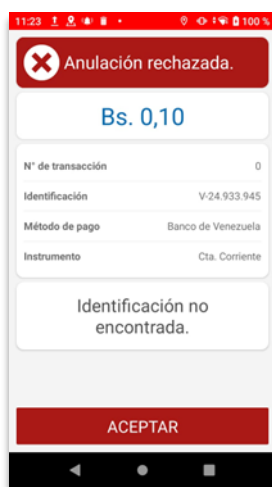 11:23 100 %
Anulación rechazada.
Bs. 0,10
N° de transacción 0
Identificación V-24.933.945
Método de pago Banco de Venezuela
Instrumento Cta. Corriente
Identificación no
encontrada.
ACEPTAR